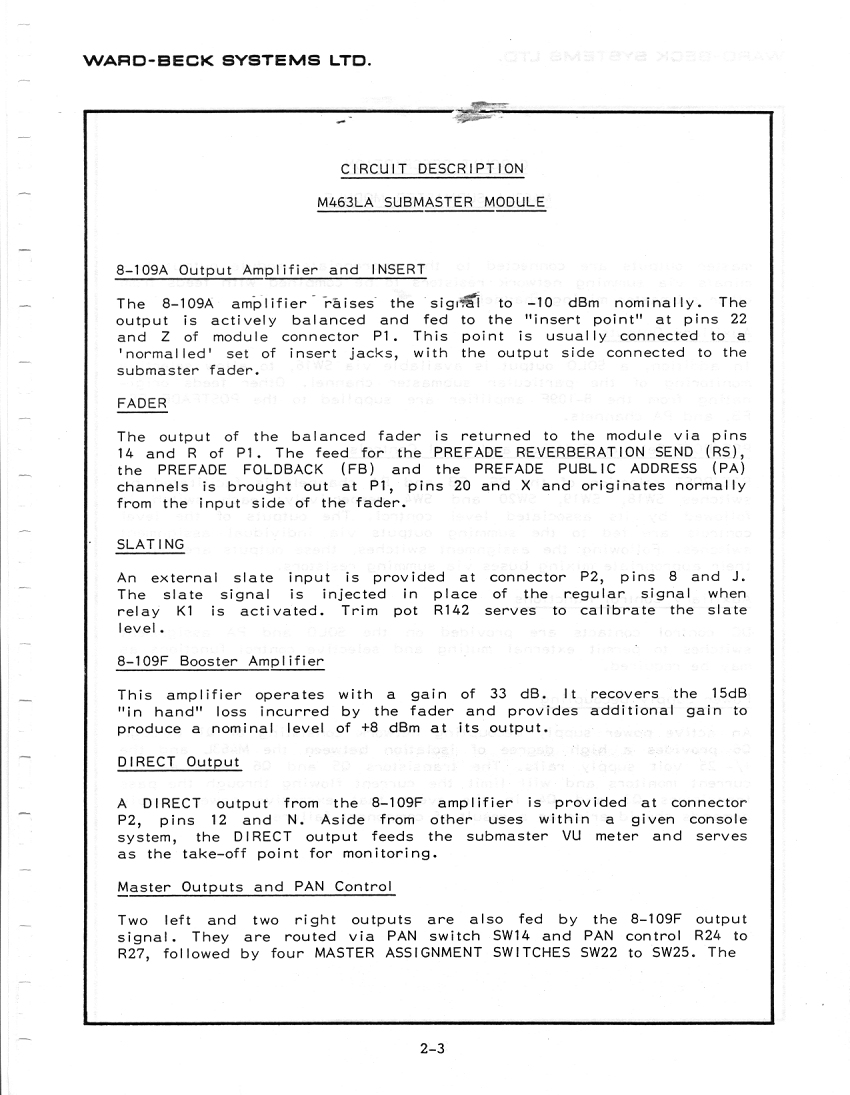 WARD-BECK SYSTEMS LTD.
CIRCUIT DESCRIPTION
M463LA SUBMASTER MODULE
8-109A Output Amplifier and INSERT
The 8-109A amplifier raises the signal to -10 dBm nominally. The
output is actively balanced and fed to the "insert point" at pins 22
and Z of module connector P1. This point is usually connected to a
'normalled' set of insert jacks, with the output side connected to the
submaster fader.
FADER
The output of the balanced fader is returned to the module via pins
14 and R of P1. The feed for the PREFADE REVERBERATION SEND (RS),
the PREFADE FOLDBACK (FB) and the PREFADE PUBLIC ADDRESS (PA)
channels is brought out at P1, pins 20 and X and originates normally
from the input side of the fader.
SLATING
An external slate input is provided at connector P2, pins 8 and J.
The slate signal is injected in place of the regular signal when
relay K1 is activated. Trim pot R142 serves to calibrate the slate
level.
8-109F Booster Amplifier
This amplifier operates with a gain of 33 dB. It recovers the 15dB
"in hand" loss incurred by the fader and provides additional gain to
produce a nominal level of +8 dBm at its output.
DIRECT Output
A DIRECT output from the 8-109F amplifier is provided at connector
P2, pins 12 and N. Aside from other uses within a given console
system, the DIRECT output feeds the submaster VU meter and serves
as the take-off point for monitoring.
Master Outputs and PAN Control
Two left and two right outputs are also fed by the 8-109F output
signal. They are routed via PAN switch SW14 and PAN control R24 to
R27, followed by four MASTER ASSIGNMENT SWITCHES SW22 to SW25. The
2-3